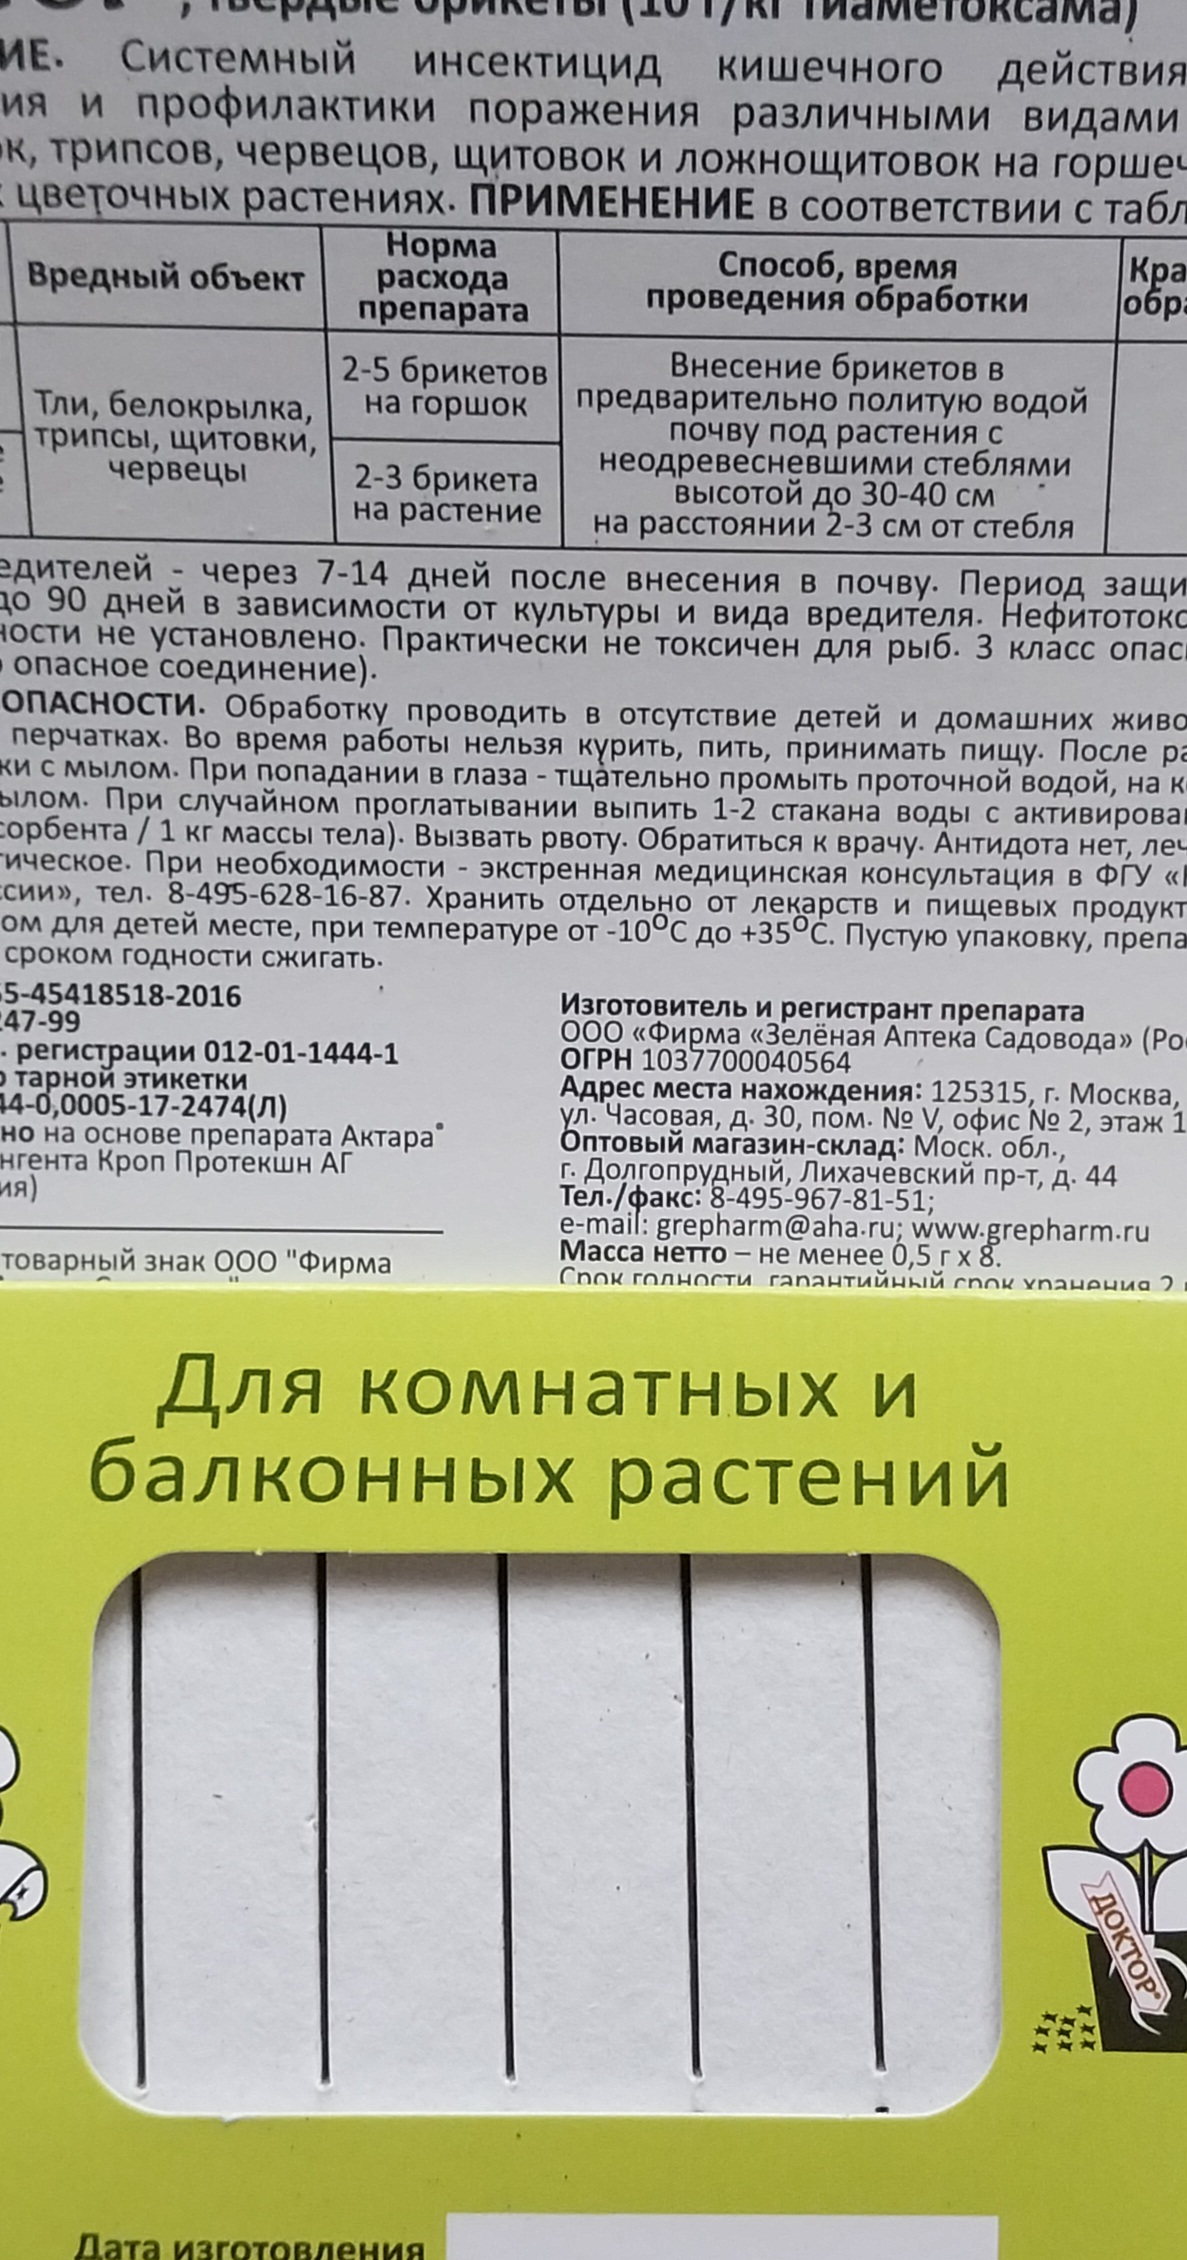 твёрдые брикеты (10 г/кг тиаметоксама)
ИЕ. Системный инсектицид кишечного действия
ия и профилактики поражения различными видами
ок, трипсов, червецов, щитовок и ложнощитовок на горшеч
х цветочных растениях. ПРИМЕНЕНИЕ в соответствии с табл
Вредный объект
Норма
расхода
препарата
Способ, время
проведения обработки
Кра
обра
Тли, белокрылка,
трипсы, щитовки,
червецы
2-5 брикетов
на горшок
2-3 брикета
на растение
Внесение брикетов в
предварительно политую водой
почву под растения с
неодревесневшими стеблями
высотой до 30-40 см
на расстоянии 2-3 см от стебля
едителей - через 7-14 дней после внесения в почву. Период защи
до 90 дней в зависимости от культуры и вида вредителя. Нефитотокс
ности не установлено. Практически не токсичен для рыб. 3 класс опас
о опасное соединение).
ОПАСНОСТИ. Обработку проводить в отсутствие детей и домашних живо
перчатках. Во время работы нельзя курить, пить, принимать пищу. После ра
ки с мылом. При попадании в глаза - тщательно промыть проточной водой, на к
ылом. При случайном проглатывании выпить 1-2 стакана воды с активирова
сорбента / 1 кг массы тела). Вызвать рвоту. Обратиться к врачу. Антидота нет, леч
тическое. При необходимости - экстренная медицинская консультация в ФГУ «
ссии», тел. 8-495-628-16-87. Хранить отдельно от лекарств и пищевых продукт
ом для детей месте, при температуре от -10°С до +35°С. Пустую упаковку, препа
сроком годности сжигать.
55-45418518-2016
247-99
. регистрации 012-01-1444-1
о тарной этикетки
44-0,0005-17-2474(Л)
но на основе препарата Актара®
нгента Кроп Протекшн АГ
ия)
товарный знак ООО "Фирма
Изготовитель и регистрант препарата
ООО «Фирма «Зелёная Аптека Садовода» (Ро
ОГРН 1037700040564
Адрес места нахождения: 125315, г. Москва,
ул. Часовая, д. 30, пом. № V, офис № 2, этаж 1
Оптовый магазин-склад: Моск. обл.,
г. Долгопрудный, Лихачевский пр-т, д. 44
Тел./факс: 8-495-967-81-51;
e-mail: grepharm@aha.ru; www.grepharm.ru
Масса нетто – не менее 0,5 г х 8.
Срок годности, гарантийный срок хранения 2
Для комнатных и
балконных растений
ДОКТОР®
Дата изготовления